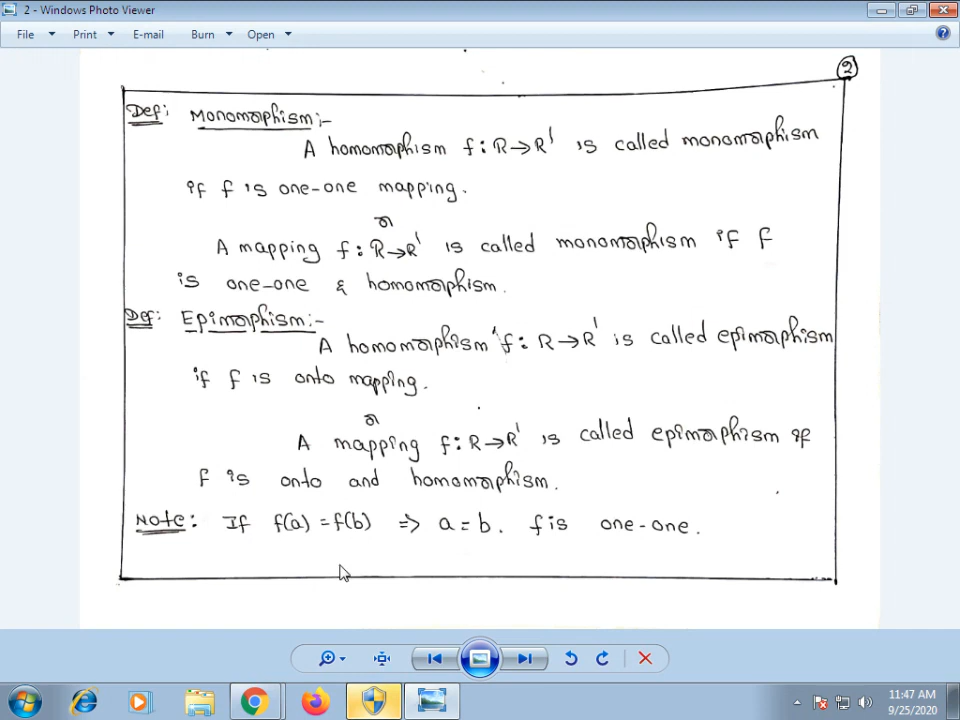 2 - Windows Photo Viewer
File Print E-mail Burn Open
2
Def: Monomorphism:-
A homomorphism f: R→R' is called monomorphism
if f is one-one mapping.
or
A mapping f: R→R' is called monomorphism if f
is one-one & homomorphism.
Def: Epimorphism:-
A homomorphism f: R→R' is called epimorphism
if f is onto mapping.
or
A mapping f: R→R' is called epimorphism if
f is onto and homomorphism.
Note: If f(a) = f(b) ⇒ a = b. f is one-one.
11:47 AM
9/25/2020